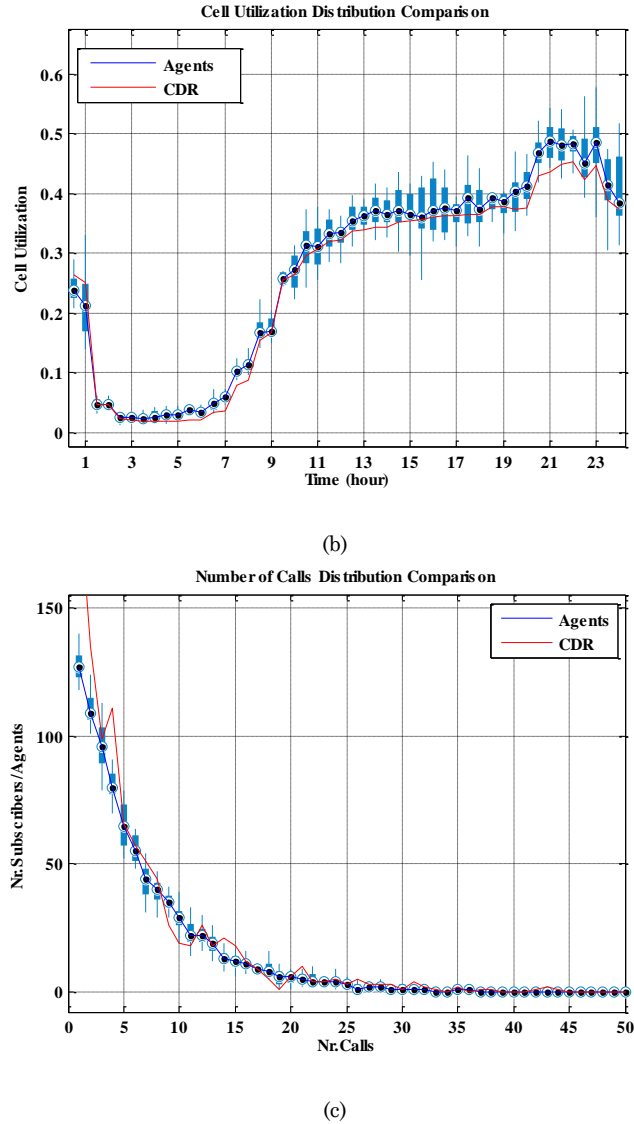 Cell Utilization Distribution Comparison
0.6
0.5
0.4
0.3
0.2
0.1
0
Cell Utilization
Agents
CDR
1 3 5 7 9 11 13 15 17 19 21 23
Time (hour)
(b)
Number of Calls Distribution Comparison
150
100
50
0
Nr.Subscribers/Agents
Agents
CDR
0 5 10 15 20 25 30 35 40 45 50
Nr.Calls
(c)